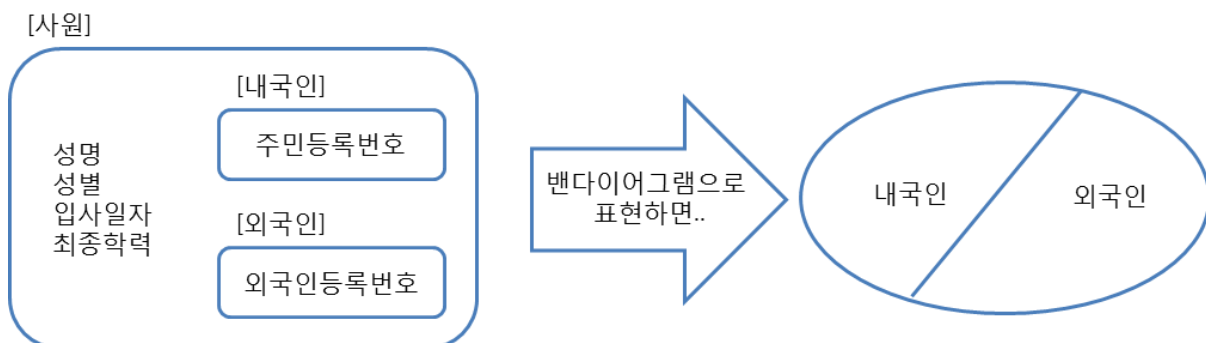 [사원]
[내국인]
주민등록번호
성명
성별
입사일자
최종학력
[외국인]
외국인등록번호
밴다이어그램으로
표현하면..
내국인
외국인